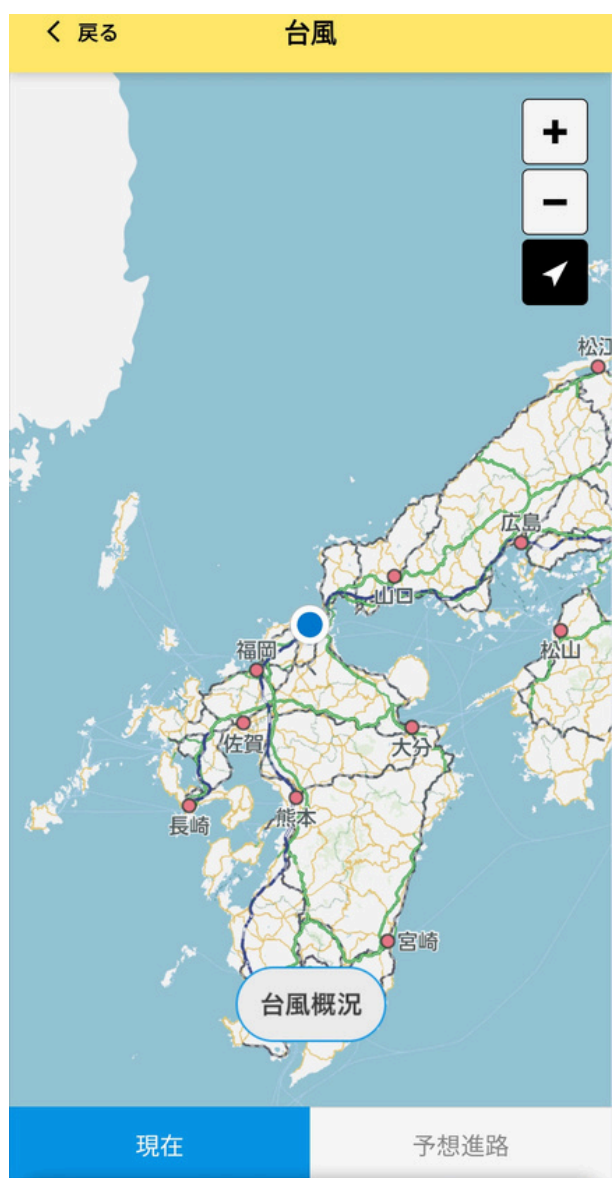 戻る
台風
+
−
松江
広島
山口
福岡
松山
佐賀
大分
長崎
熊本
宮崎
台風概況
現在
予想進路